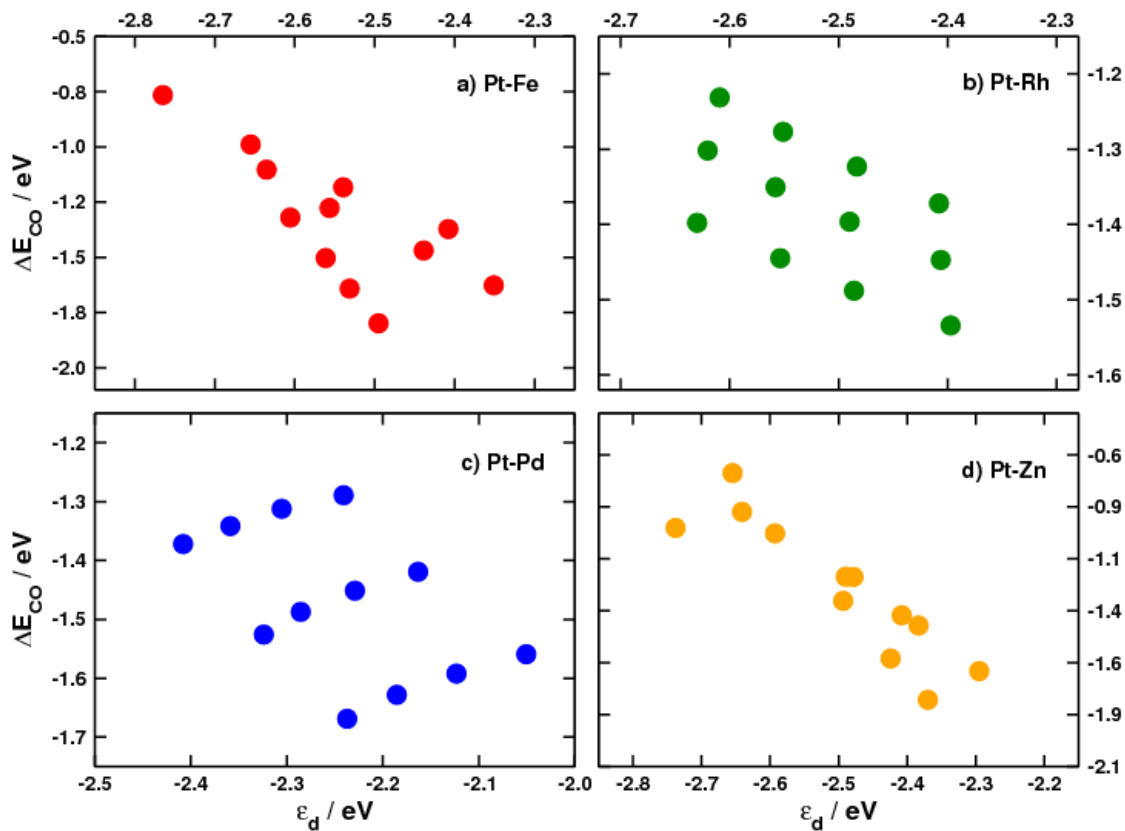 -2.8 -2.7 -2.6 -2.5 -2.4 -2.3
-2.7 -2.6 -2.5 -2.4 -2.3
-0.5
-0.8
-1.0
-1.2
-1.5
-1.8
-2.0
ΔE_CO / eV
a) Pt-Fe
b) Pt-Rh
-1.2
-1.3
-1.4
-1.5
-1.6
-1.2
-1.3
-1.4
-1.5
-1.6
-1.7
ΔE_CO / eV
c) Pt-Pd
d) Pt-Zn
-0.6
-0.9
-1.1
-1.4
-1.6
-1.9
-2.1
-2.5 -2.4 -2.3 -2.2 -2.1 -2.0
-2.8 -2.7 -2.6 -2.5 -2.4 -2.3 -2.2
ε_d / eV
ε_d / eV